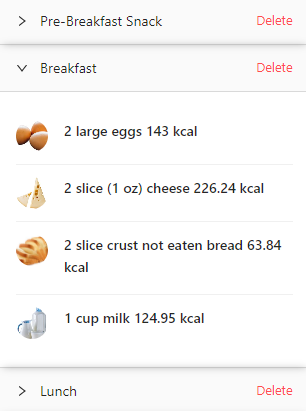 Pre-Breakfast Snack Delete
Breakfast Delete
2 large eggs 143 kcal
2 slice (1 oz) cheese 226.24 kcal
2 slice crust not eaten bread 63.84
kcal
1 cup milk 124.95 kcal
Lunch Delete